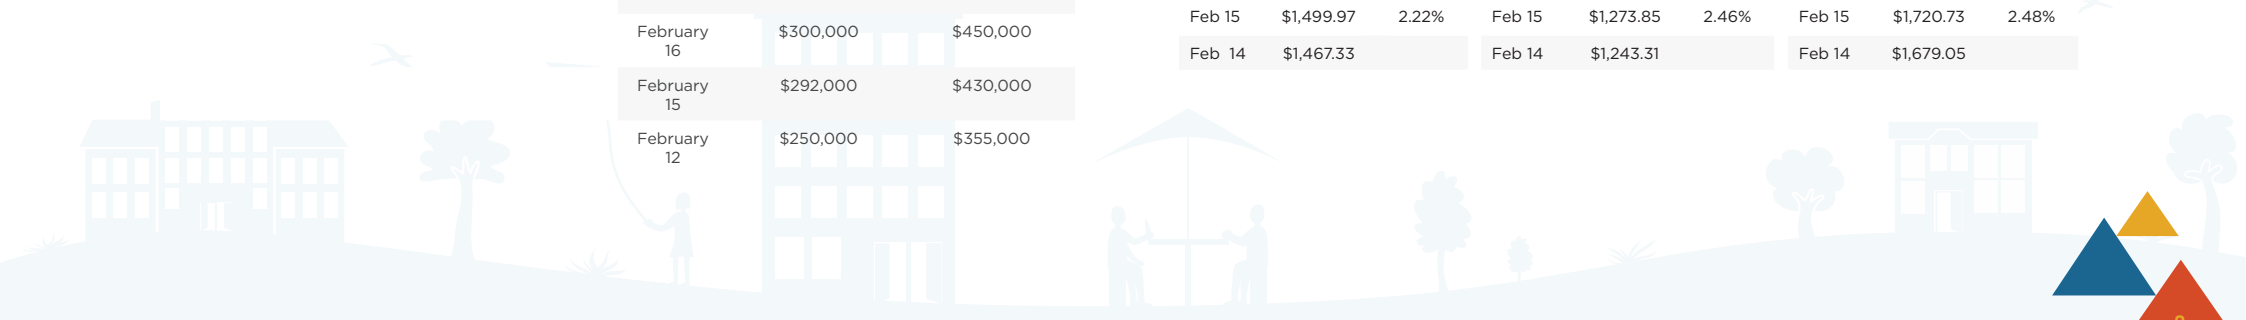 February $300,000 $450,000
16
February $292,000 $430,000
15
February $250,000 $355,000
12
Feb 15 $1,499.97 2.22% Feb 15 $1,273.85 2.46% Feb 15 $1,720.73 2.48%
Feb 14 $1,467.33 Feb 14 $1,243.31 Feb 14 $1,679.05